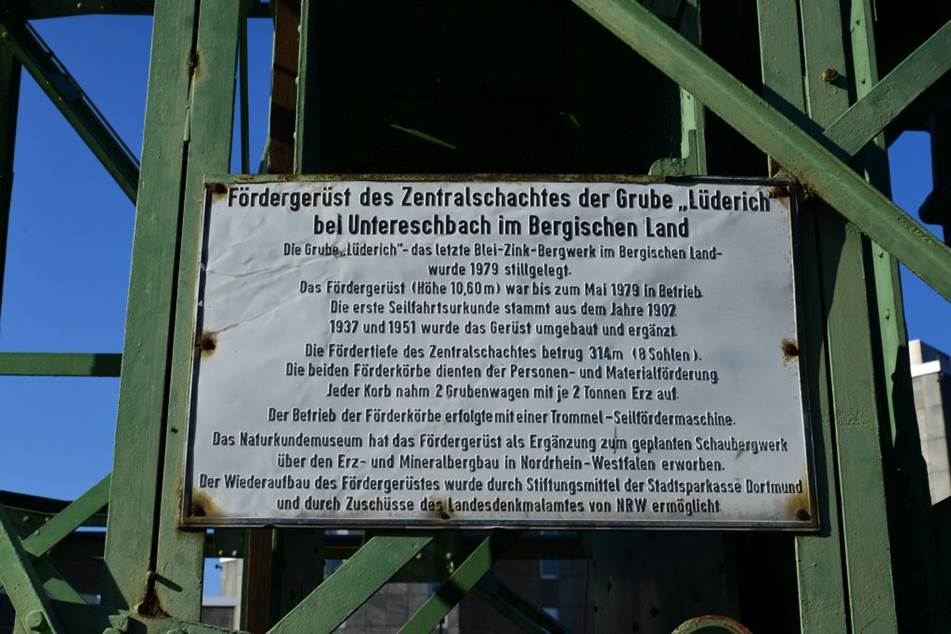 Fördergerüst des Zentralschachtes der Grube „Lüderich"
bei Untereschbach im Bergischen Land
Die Grube „Lüderich"- das letzte Blei-Zink-Bergwerk im Bergischen Land-
wurde 1979 stillgelegt.
Das Fördergerüst (Höhe 10,60m) war bis zum Mai 1979 in Betrieb.
Die erste Seilfahrtsurkunde stammt aus dem Jahre 1907.
1937 und 1951 wurde das Gerüst umgebaut und ergänzt.
Die Fördertiefe des Zentralschachtes betrug 314m (8 Sohlen).
Die beiden Förderkörbe dienten der Personen- und Materialförderung.
Jeder Korb nahm 2 Grubenwagen mit je 2 Tonnen Erz auf.
Der Betrieb der Förderkörbe erfolgte mit einer Trommel-Seilfördermaschine.
Das Naturkundemuseum hat das Fördergerüst als Ergänzung zum geplanten Schaubergwerk
über den Erz- und Mineralbergbau in Nordrhein-Westfalen erworben.
Der Wiederaufbau des Fördergerüstes wurde durch Stiftungsmittel der Stadtsparkasse Dortmund
und durch Zuschüsse des Landesdenkmalamtes von NRW ermöglicht.